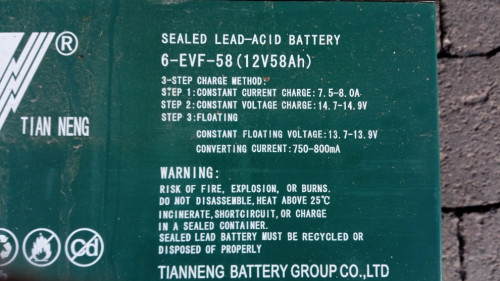 SEALED LEAD-ACID BATTERY
6-EVF-58(12V58Ah)
3-STEP CHARGE METHOD:
STEP 1:CONSTANT CURRENT CHARGE:7.5-8.0A
STEP 2:CONSTANT VOLTAGE CHARGE:14.7-14.9V
STEP 3:FLOATING
CONSTANT FLOATING VOLTAGE:13.7-13.9V
CONVERTING CURRENT:750-800mA
®
TIAN NENG
WARNING:
RISK OF FIRE, EXPLOSION, OR BURNS.
DO NOT DISASSEMBLE,HEAT ABOVE 25℃
INCINERATE,SHORTCIRCUIT, OR CHARGE
IN A SEALED CONTAINER.
SEALED LEAD BATTERY MUST BE RECYCLED OR
DISPOSED OF PROPERLY
Cd
TIANNENG BATTERY GROUP CO.,LTD